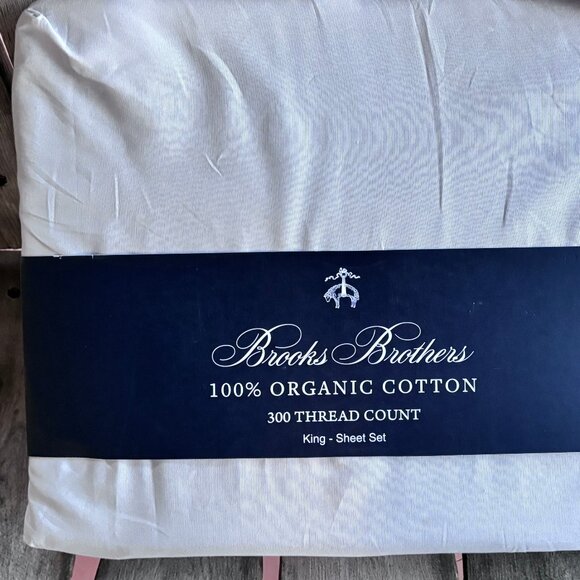 Brooks Brothers
100% ORGANIC COTTON
300 THREAD COUNT
King - Sheet Set